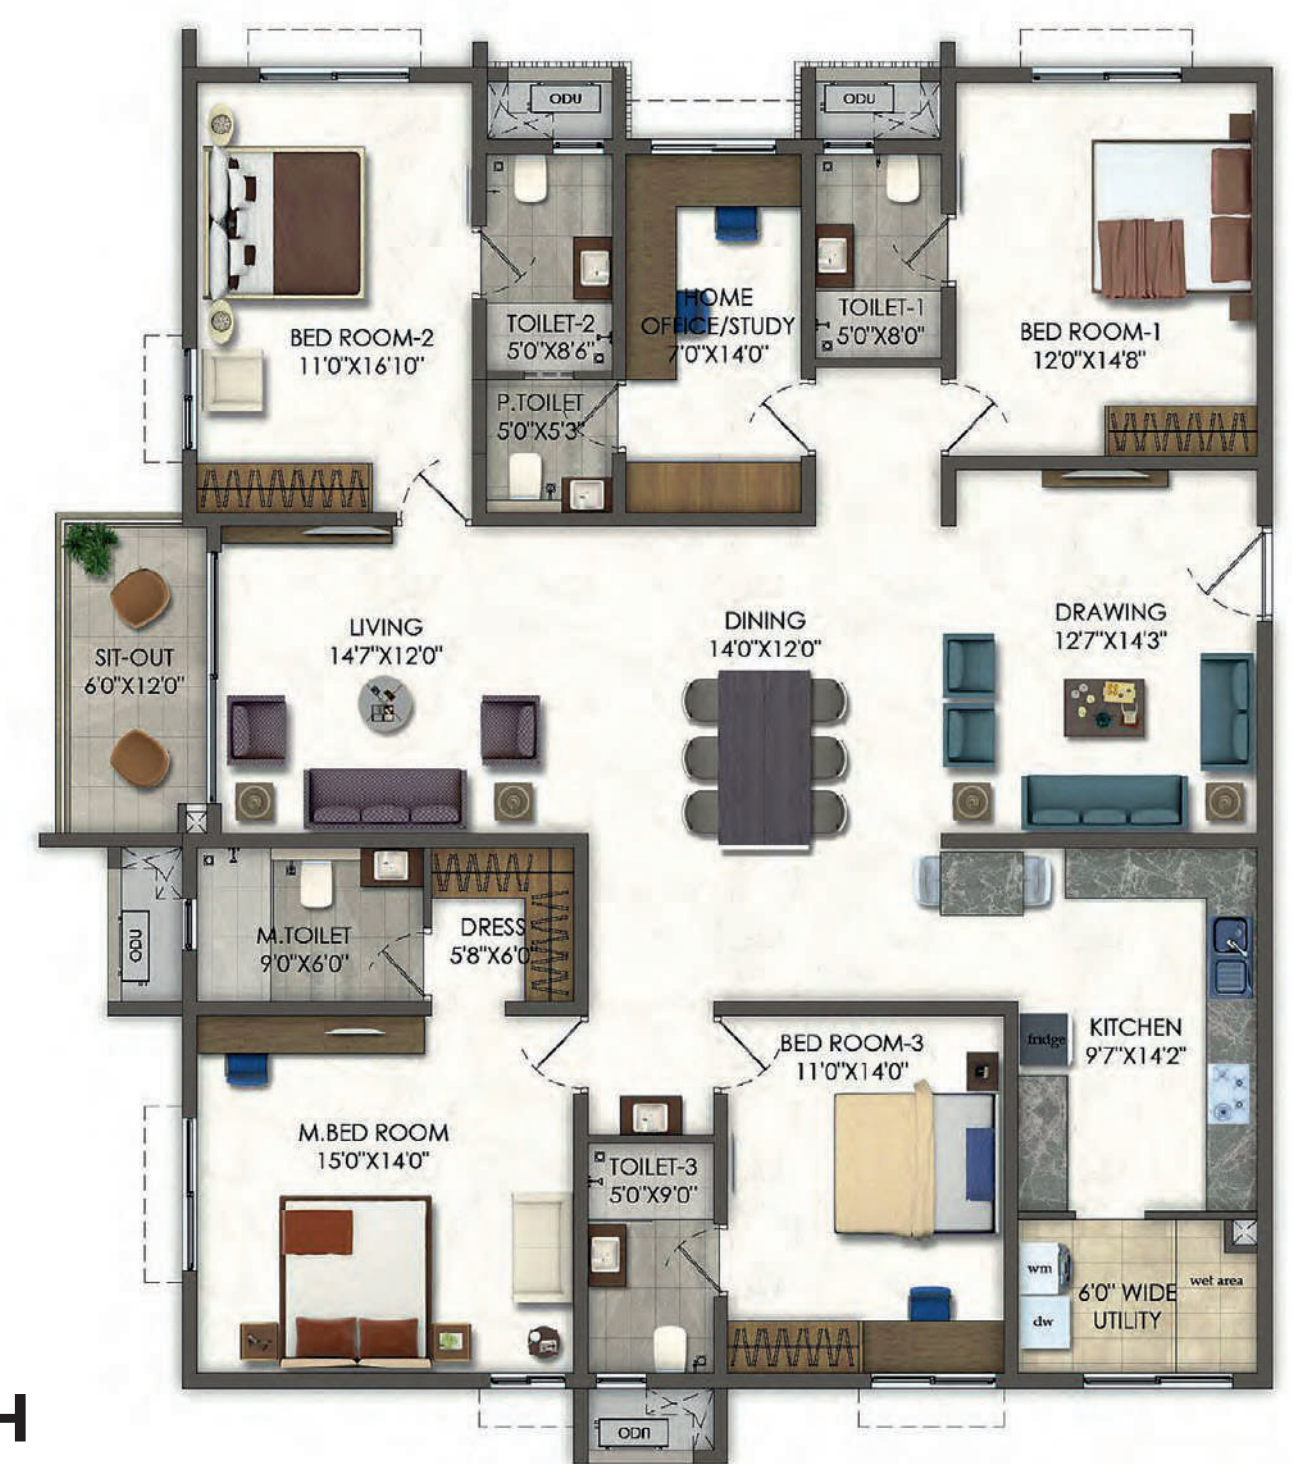 ODU
ODU
BED ROOM-2
11'0"X16'10"
TOILET-2
5'0"X8'6"
HOME
OFFICE/STUDY
7'0"X14'0"
TOILET-1
5'0"X8'0"
BED ROOM-1
12'0"X14'8"
P.TOILET
5'0"X5'3"
SIT-OUT
6'0"X12'0"
LIVING
14'7"X12'0"
DINING
14'0"X12'0"
DRAWING
12'7"X14'3"
ODU
M.TOILET
9'0"X6'0"
DRESS
5'8"X6'0"
BED ROOM-3
11'0"X14'0"
fridge
KITCHEN
9'7"X14'2"
M.BED ROOM
15'0"X14'0"
TOILET-3
5'0"X9'0"
wm
dw
6'0" WIDE
UTILITY
wet area
ODU
H